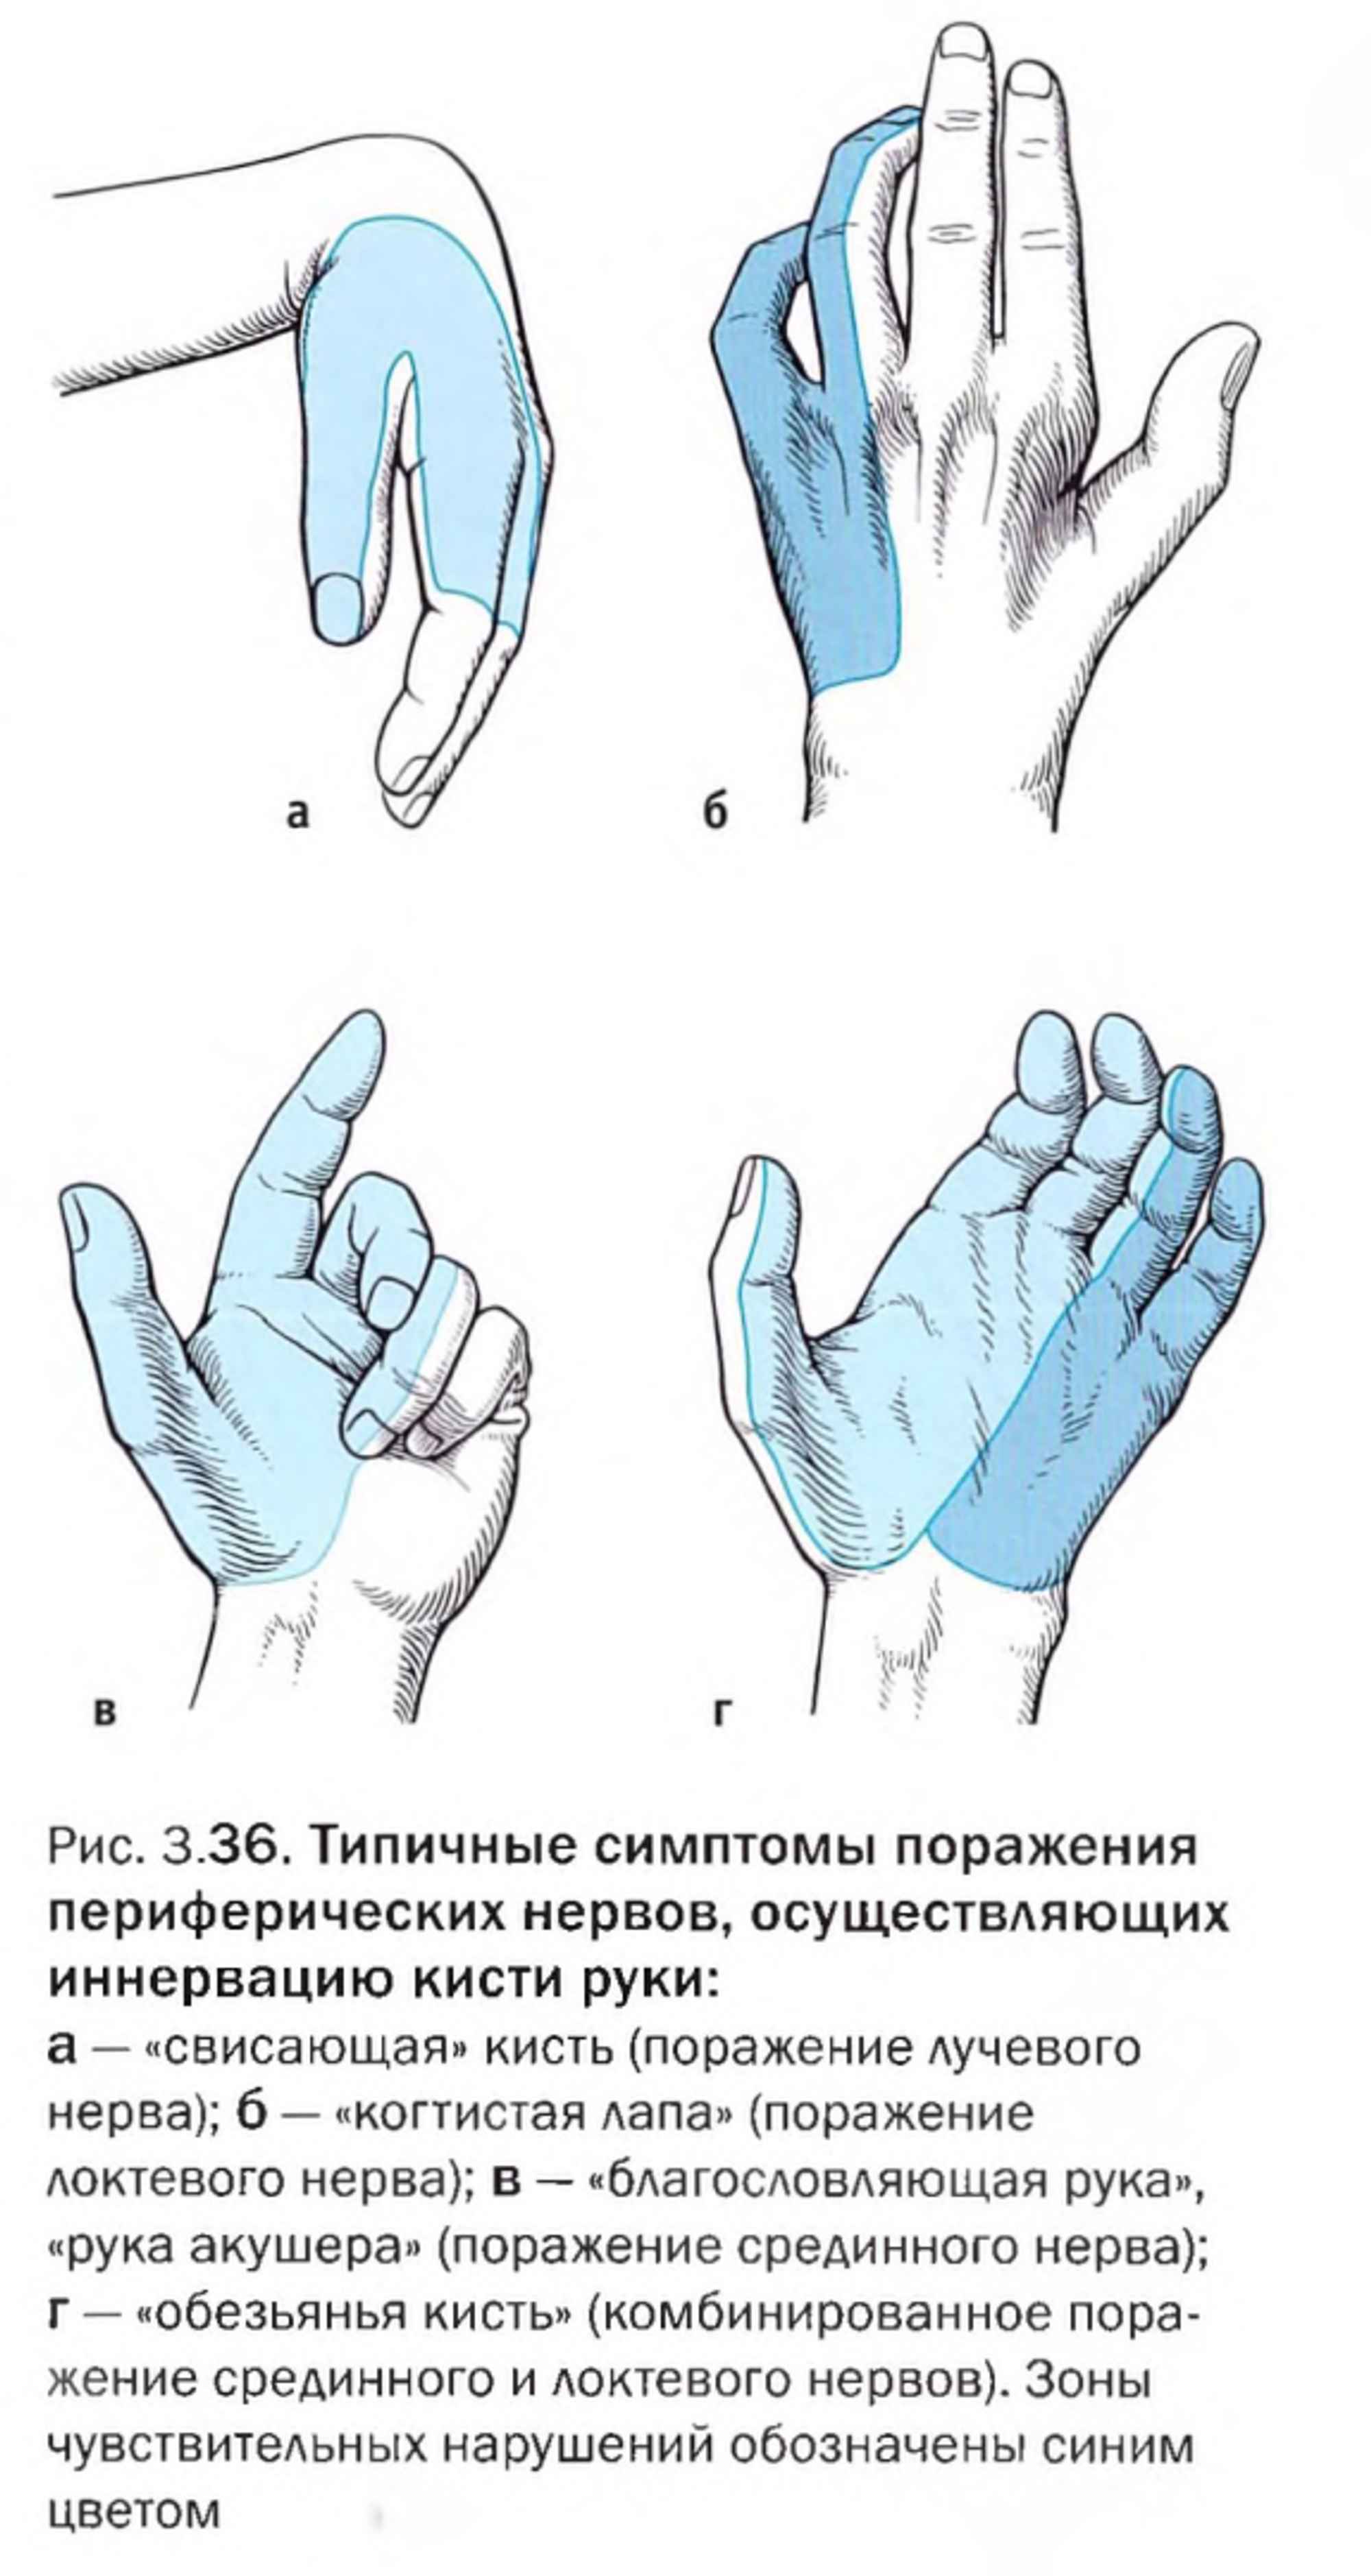 а
б
в
г
Рис. 3.36. Типичные симптомы поражения
периферических нервов, осуществляющих
иннервацию кисти руки:
а — «свисающая» кисть (поражение лучевого
нерва); б — «когтистая лапа» (поражение
локтевого нерва); в — «благословляющая рука»,
«рука акушера» (поражение срединного нерва);
г — «обезьянья кисть» (комбинированное пора-
жение срединного и локтевого нервов). Зоны
чувствительных нарушений обозначены синим
цветом